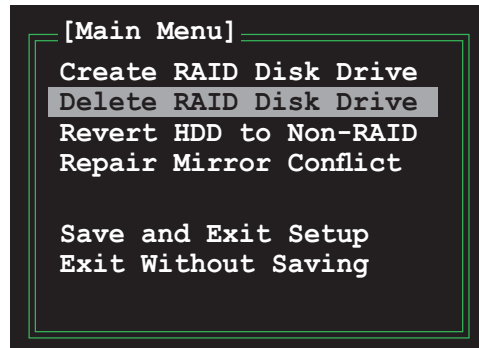 [Main Menu]
Create RAID Disk Drive
Delete RAID Disk Drive
Revert HDD to Non-RAID
Repair Mirror Conflict
Save and Exit Setup
Exit Without Saving